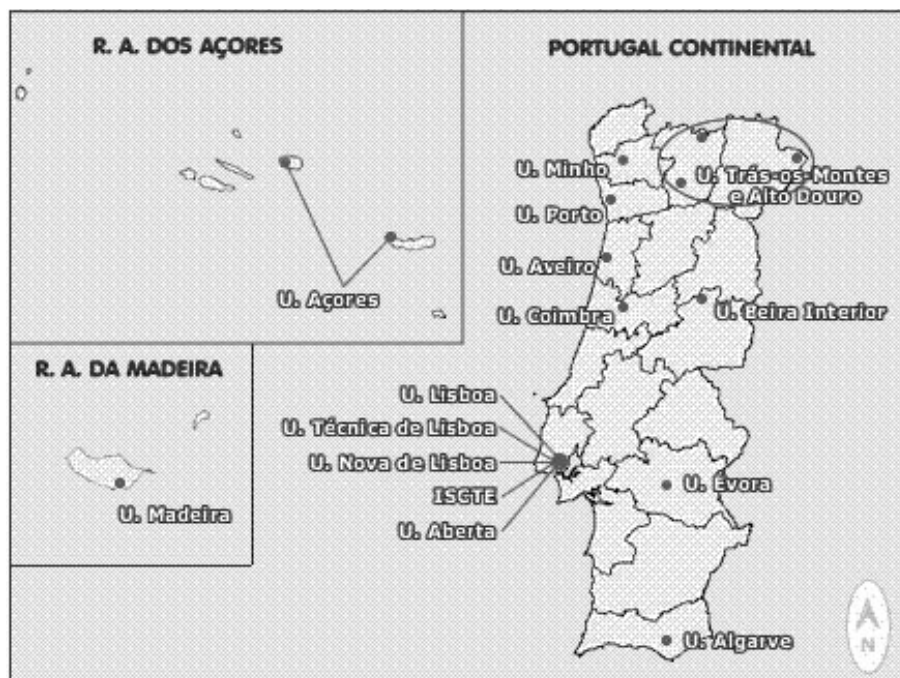 R. A. DOS AÇORES
U. Açores
R. A. DA MADEIRA
U. Madeira
PORTUGAL CONTINENTAL
U. Minho
U. Trás-os-Montes
e Alto Douro
U. Porto
U. Aveiro
U. Coimbra
U. Beira Interior
U. Lisboa
U. Técnica de Lisboa
U. Nova de Lisboa
ISCTE
U. Aberta
U. Évora
U. Algarve
N